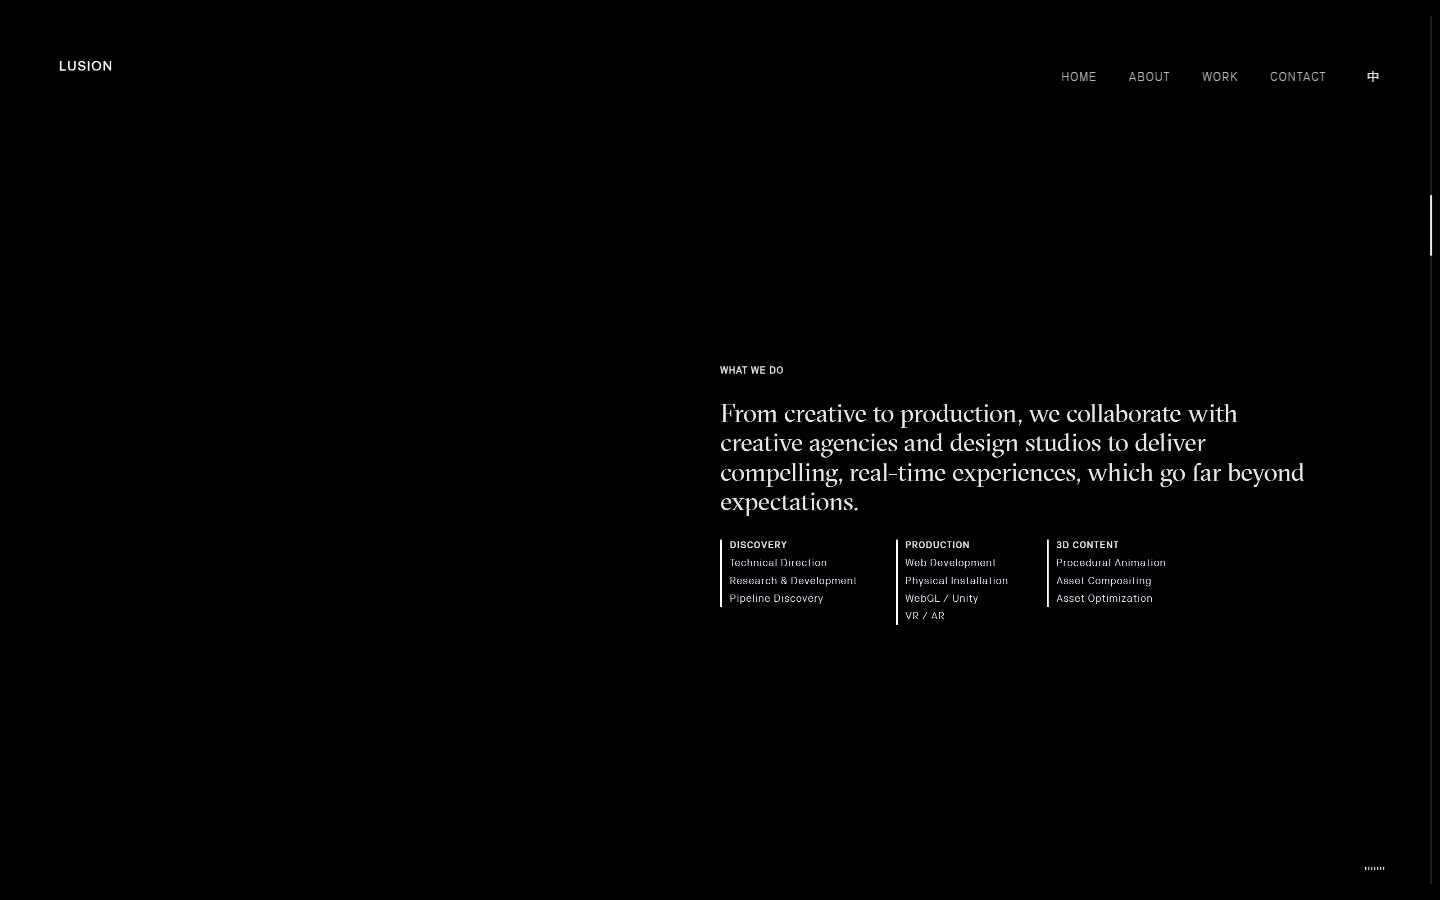 LUSION
HOME ABOUT WORK CONTACT 中
WHAT WE DO
From creative to production, we collaborate with
creative agencies and design studios to deliver
compelling, real-time experiences, which go far beyond
expectations.
DISCOVERY
Technical Direction
Research & Development
Pipeline Discovery
PRODUCTION
Web Development
Physical Installation
WebGL / Unity
VR / AR
3D CONTENT
Procedural Animation
Asset Compositing
Asset Optimization